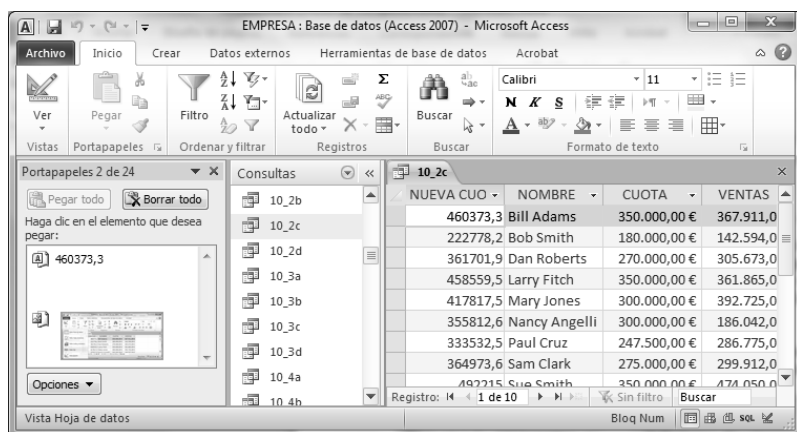 EMPRESA : Base de datos (Access 2007) - Microsoft Access
Archivo Inicio Crear Datos externos Herramientas de base de datos Acrobat
Ver Pegar Filtro Actualizar todo Buscar Calibri 11
N K S
Vistas Portapapeles Ordenar y filtrar Registros Buscar Formato de texto
Portapapeles 2 de 24
Pegar todo Borrar todo
Haga clic en el elemento que desea
pegar:
460373,3
Opciones
Consultas
10_2b
10_2c
10_2d
10_3a
10_3b
10_3c
10_3d
10_4a
10_4b
10_2c
NUEVA CUO NOMBRE CUOTA VENTAS
460373,3 Bill Adams 350.000,00 € 367.911,0
222778,2 Bob Smith 180.000,00 € 142.594,0
361701,9 Dan Roberts 270.000,00 € 305.673,0
458559,5 Larry Fitch 350.000,00 € 361.865,0
417817,5 Mary Jones 300.000,00 € 392.725,0
355812,6 Nancy Angelli 300.000,00 € 186.042,0
333532,5 Paul Cruz 247.500,00 € 286.775,0
364973,6 Sam Clark 275.000,00 € 299.912,0
492215 Sue Smith 350.000,00 € 474.050,0
Registro: 1 de 10 Sin filtro Buscar
Vista Hoja de datos Bloq Num SQL